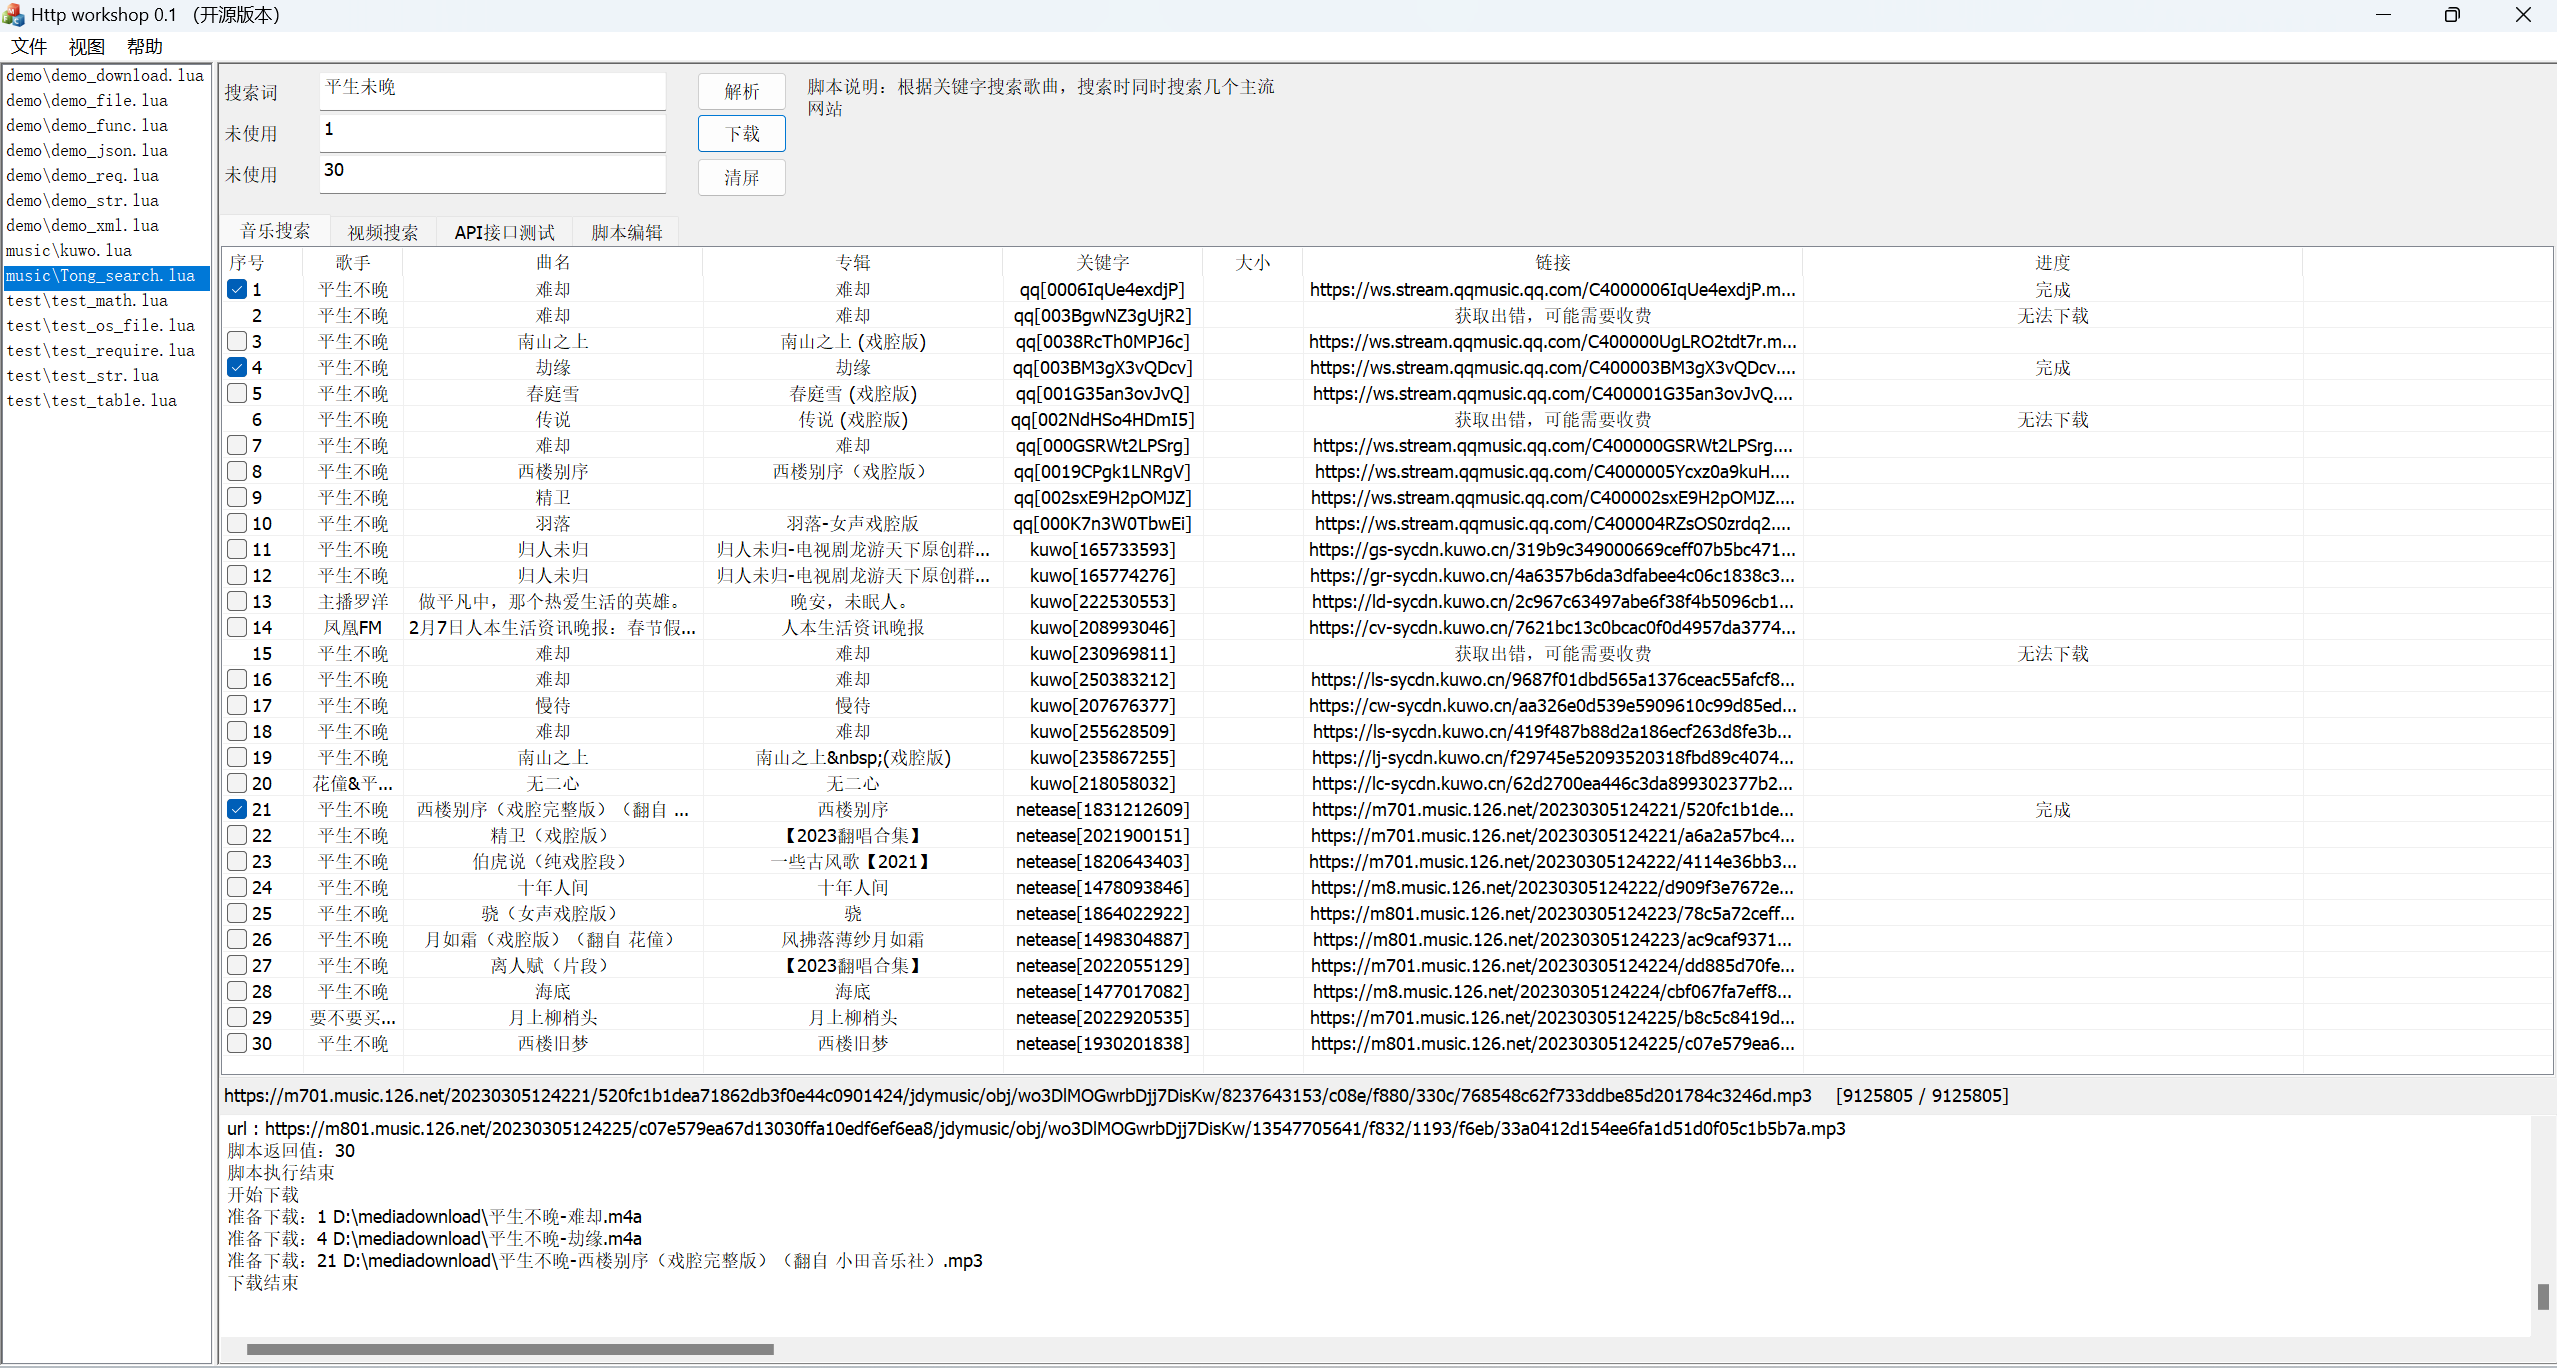 Http workshop 0.1 （开源版本）
文件 视图 帮助
demo\demo_download.lua
demo\demo_file.lua
demo\demo_func.lua
demo\demo_json.lua
demo\demo_req.lua
demo\demo_str.lua
demo\demo_xml.lua
music\kuwo.lua
music\Tong_search.lua
test\test_math.lua
test\test_os_file.lua
test\test_require.lua
test\test_str.lua
test\test_table.lua
搜索词 平生未晚 解析
未使用 1 下载
未使用 30 清屏
脚本说明：根据关键字搜索歌曲，搜索时同时搜索几个主流
网站
音乐搜索 视频搜索 API接口测试 脚本编辑
序号 歌手 曲名 专辑 关键字 大小 链接 进度
1 平生不晚 难却 难却 qq[0006IqUe4exdjP] https://ws.stream.qqmusic.qq.com/C4000006IqUe4exdjP.m... 完成
2 平生不晚 难却 难却 qq[003BgwNZ3gUjR2] 获取出错，可能需要收费 无法下载
3 平生不晚 南山之上 南山之上 (戏腔版) qq[0038RcTh0MPJ6c] https://ws.stream.qqmusic.qq.com/C400000UgLRO2tdt7r.m...
4 平生不晚 劫缘 劫缘 qq[003BM3gX3vQDcv] https://ws.stream.qqmusic.qq.com/C400003BM3gX3vQDcv.... 完成
5 平生不晚 春庭雪 春庭雪 (戏腔版) qq[001G35an3ovJvQ] https://ws.stream.qqmusic.qq.com/C400001G35an3ovJvQ....
6 平生不晚 传说 传说 (戏腔版) qq[002NdHSo4HDmI5] 获取出错，可能需要收费 无法下载
7 平生不晚 难却 难却 qq[000GSRWt2LPSrg] https://ws.stream.qqmusic.qq.com/C400000GSRWt2LPSrg....
8 平生不晚 西楼别序 西楼别序（戏腔版） qq[0019CPgk1LNRgV] https://ws.stream.qqmusic.qq.com/C4000005Ycxz0a9kuH....
9 平生不晚 精卫 qq[002sxE9H2pOMJZ] https://ws.stream.qqmusic.qq.com/C400002sxE9H2pOMJZ....
10 平生不晚 羽落 羽落-女声戏腔版 qq[000K7n3W0TbwEi] https://ws.stream.qqmusic.qq.com/C400004RZsOS0zrdq2....
11 平生不晚 归人未归 归人未归-电视剧龙游天下原创群... kuwo[165733593] https://gs-sycdn.kuwo.cn/319b9c349000669ceff07b5bc471...
12 平生不晚 归人未归 归人未归-电视剧龙游天下原创群... kuwo[165774276] https://gr-sycdn.kuwo.cn/4a6357b6da3dfabee4c06c1838c3...
13 主播罗洋 做平凡中，那个热爱生活的英雄。 晚安，未眠人。 kuwo[222530553] https://ld-sycdn.kuwo.cn/2c967c63497abe6f38f4b5096cb1...
14 凤凰FM 2月7日人本生活资讯晚报：春节假... 人本生活资讯晚报 kuwo[208993046] https://cv-sycdn.kuwo.cn/7621bc13c0bcac0f0d4957da3774...
15 平生不晚 难却 难却 kuwo[230969811] 获取出错，可能需要收费 无法下载
16 平生不晚 难却 难却 kuwo[250383212] https://ls-sycdn.kuwo.cn/9687f01dbd565a1376ceac55afcf8...
17 平生不晚 慢待 慢待 kuwo[207676377] https://cw-sycdn.kuwo.cn/aa326e0d539e5909610c99d85ed...
18 平生不晚 难却 难却 kuwo[255628509] https://ls-sycdn.kuwo.cn/419f487b88d2a186ecf263d8fe3b...
19 平生不晚 南山之上 南山之上&nbsp;(戏腔版) kuwo[235867255] https://lj-sycdn.kuwo.cn/f29745e52093520318fbd89c4074...
20 花僮&平... 无二心 无二心 kuwo[218058032] https://lc-sycdn.kuwo.cn/62d2700ea446c3da899302377b2...
21 平生不晚 西楼别序（戏腔完整版）（翻自 ... 西楼别序 netease[1831212609] https://m701.music.126.net/20230305124221/520fc1b1de... 完成
22 平生不晚 精卫（戏腔版） 【2023翻唱合集】 netease[2021900151] https://m701.music.126.net/20230305124221/a6a2a57bc4...
23 平生不晚 伯虎说（纯戏腔段） 一些古风歌【2021】 netease[1820643403] https://m701.music.126.net/20230305124222/4114e36bb3...
24 平生不晚 十年人间 十年人间 netease[1478093846] https://m8.music.126.net/20230305124222/d909f3e7672e...
25 平生不晚 骁（女声戏腔版） 骁 netease[1864022922] https://m801.music.126.net/20230305124223/78c5a72ceff...
26 平生不晚 月如霜（戏腔版）（翻自 花僮） 风拂落薄纱月如霜 netease[1498304887] https://m801.music.126.net/20230305124223/ac9caf9371...
27 平生不晚 离人赋（片段） 【2023翻唱合集】 netease[2022055129] https://m701.music.126.net/20230305124224/dd885d70fe...
28 平生不晚 海底 海底 netease[1477017082] https://m8.music.126.net/20230305124224/cbf067fa7eff8...
29 要不要买... 月上柳梢头 月上柳梢头 netease[2022920535] https://m701.music.126.net/20230305124225/b8c5c8419d...
30 平生不晚 西楼旧梦 西楼旧梦 netease[1930201838] https://m801.music.126.net/20230305124225/c07e579ea6...
https://m701.music.126.net/20230305124221/520fc1b1dea71862db3f0e44c0901424/jdymusic/obj/wo3DlMOGwrbDjj7DisKw/8237643153/c08e/f880/330c/768548c62f733ddbe85d201784c3246d.mp3 [9125805 / 9125805]
url : https://m801.music.126.net/20230305124225/c07e579ea67d13030ffa10edf6ef6ea8/jdymusic/obj/wo3DlMOGwrbDjj7DisKw/13547705641/f832/1193/f6eb/33a0412d154ee6fa1d51d0f05c1b5b7a.mp3
脚本返回值：30
脚本执行结束
开始下载
准备下载：1 D:\mediadownload\平生不晚-难却.m4a
准备下载：4 D:\mediadownload\平生不晚-劫缘.m4a
准备下载：21 D:\mediadownload\平生不晚-西楼别序（戏腔完整版）（翻自 小田音乐社）.mp3
下载结束